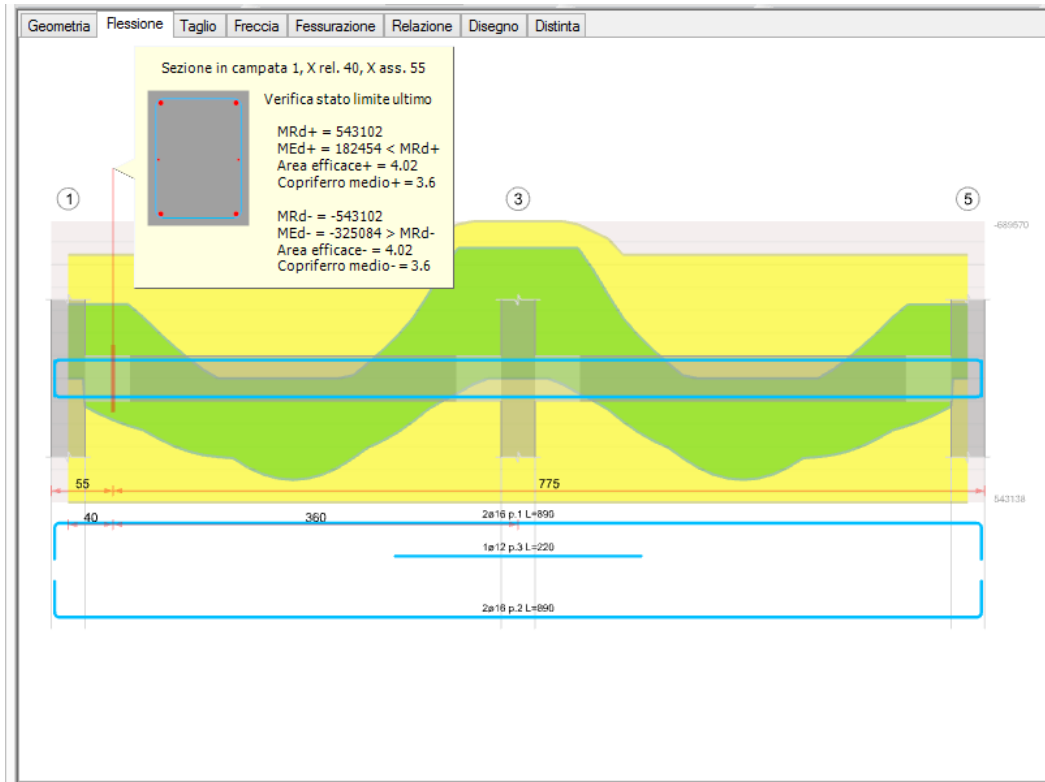 Geometria Flessione Taglio Freccia Fessurazione Relazione Disegno Distinta
Sezione in campata 1, X rel. 40, X ass. 55
Verifica stato limite ultimo
MRd+ = 543102
MEd+ = 182454 < MRd+
Area efficace+ = 4.02
Copriferro medio+ = 3.6
MRd- = -543102
MEd- = -325084 > MRd-
Area efficace- = 4.02
Copriferro medio- = 3.6
1
3
5
-689570
55
775
543138
40
360
2ø16 p.1 L=890
1ø12 p.3 L=220
2ø16 p.2 L=890